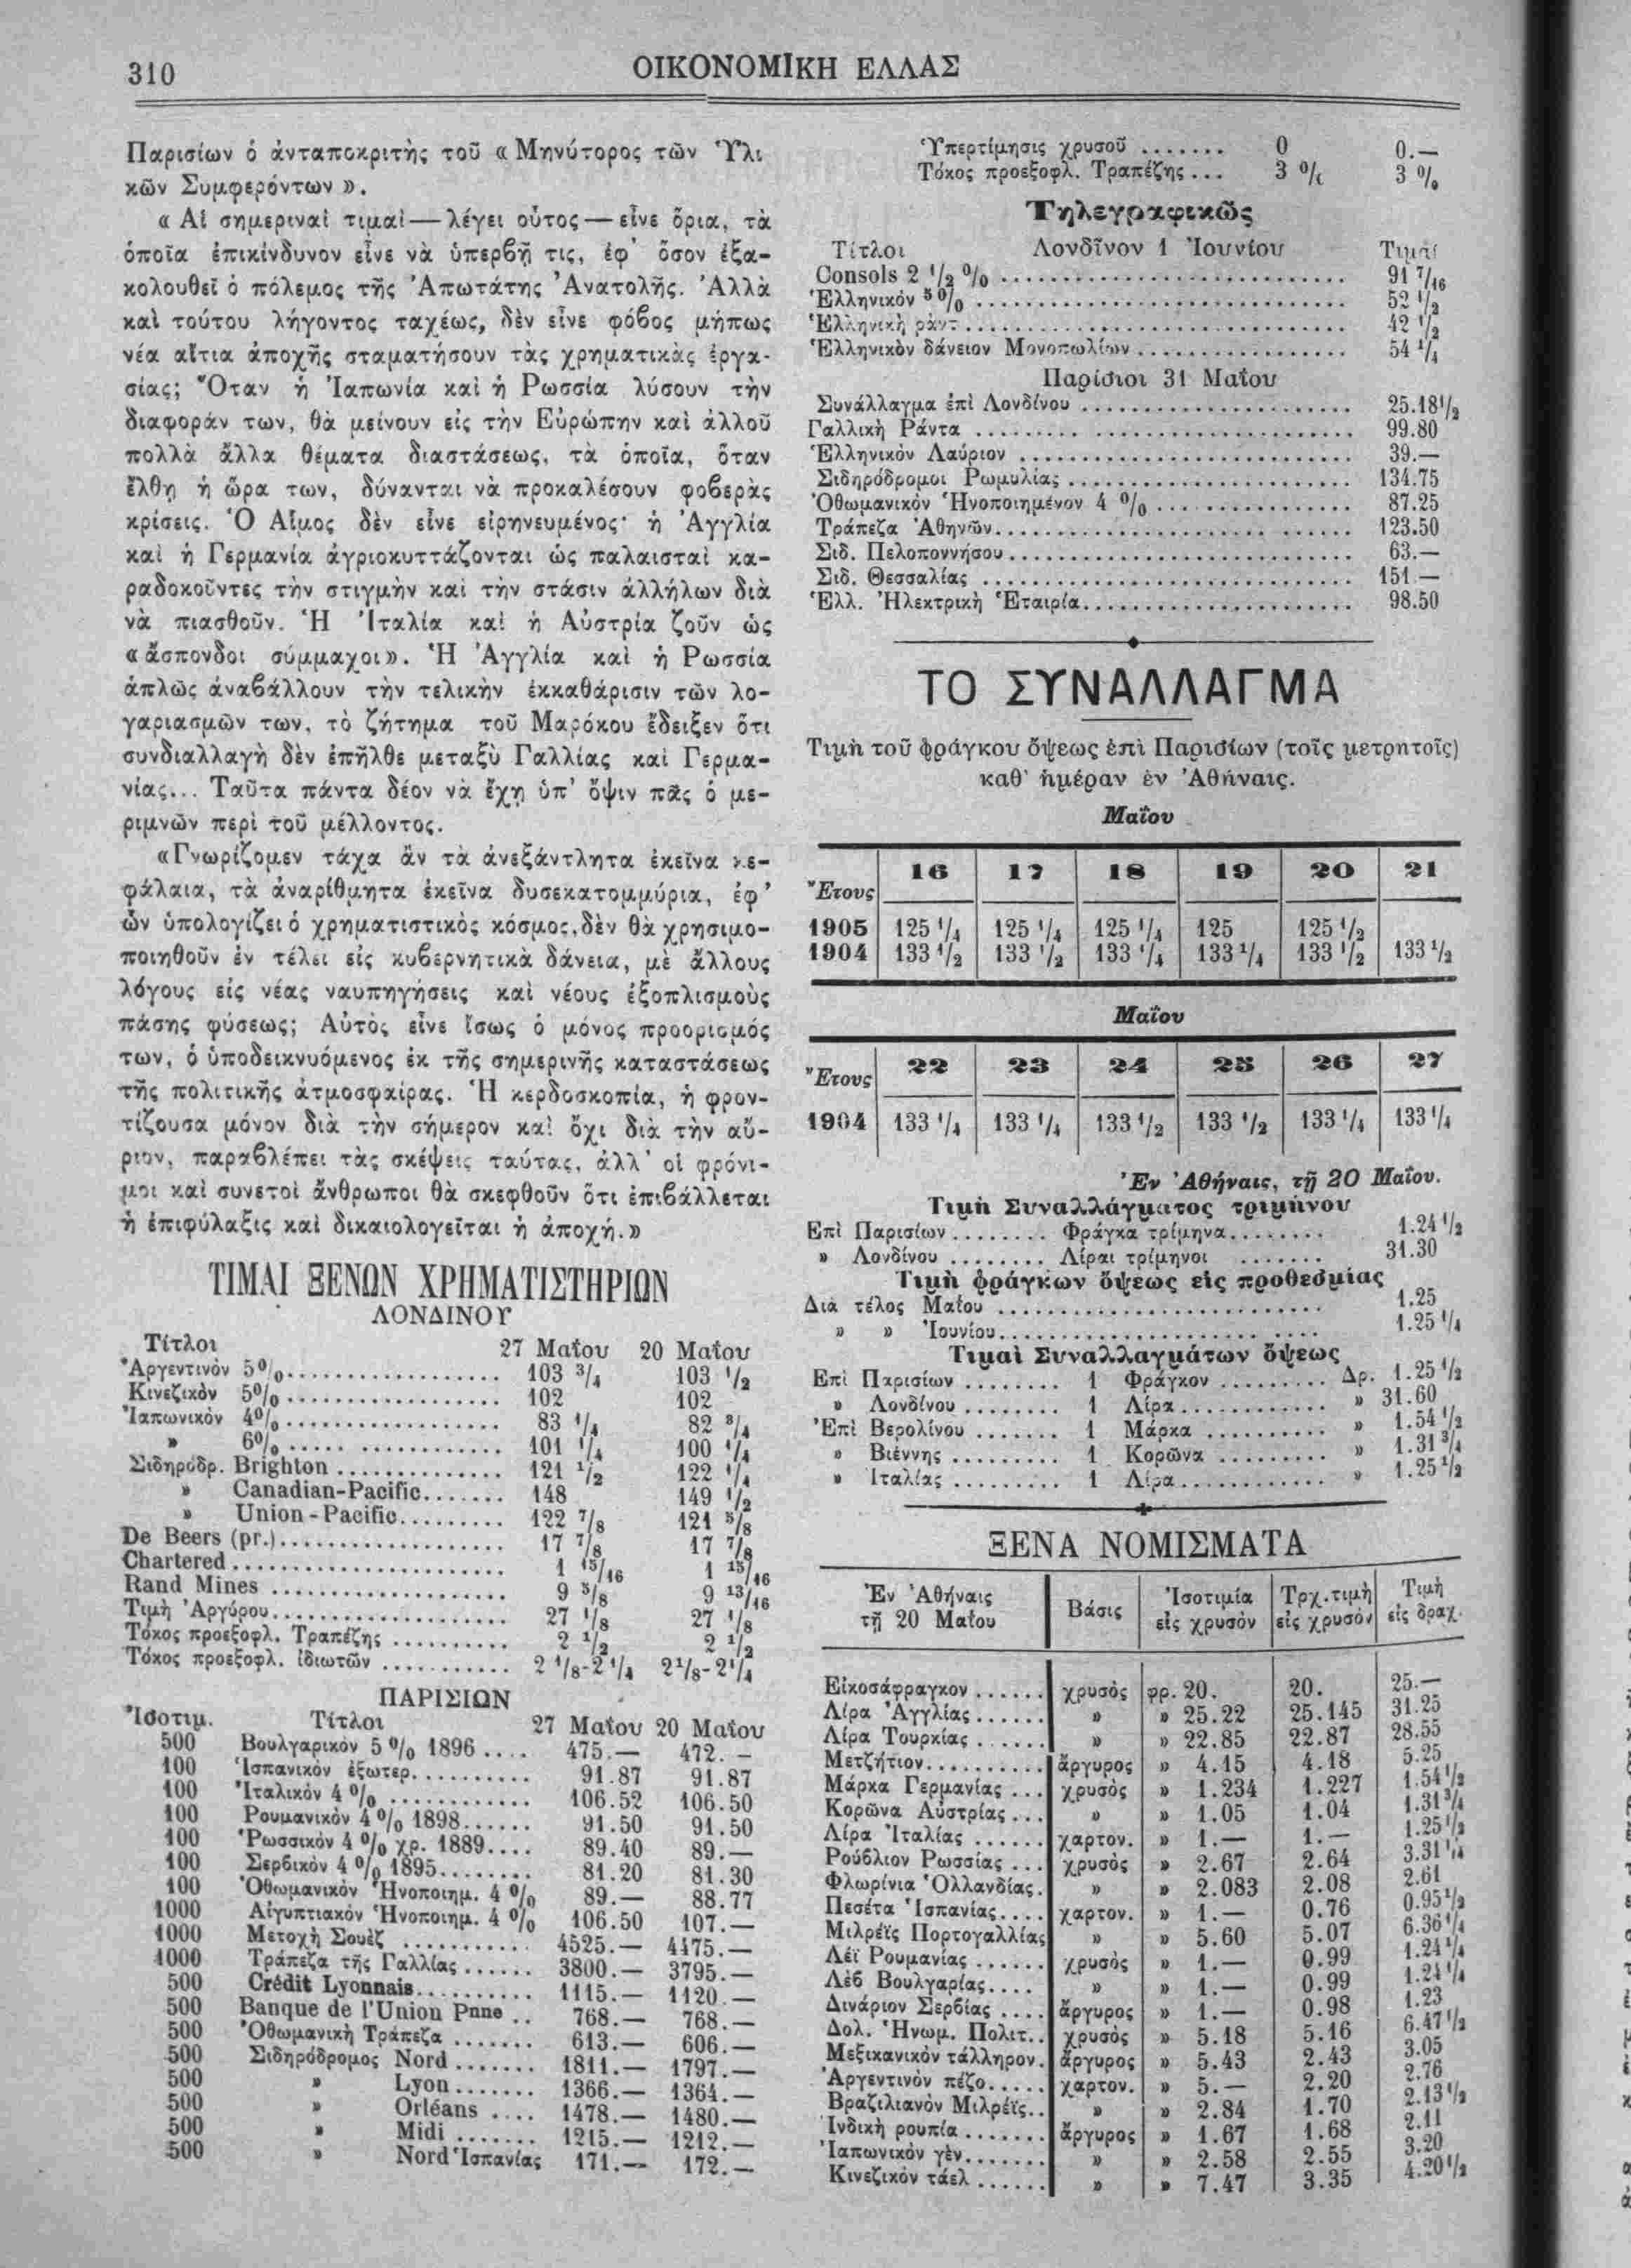 310
ΟΙΚΟΝΟΜΙΚΗ ΕΛΛΑΣ
Παρισίων ὁ ἀνταποκριτὴς τοῦ «Μηνύτορος τῶν Ὑλι
κῶν Συμφερόντων».
«Αἱ σημεριναὶ τιμαὶ—λέγει οὗτος—εἶνε ὅρια, τὰ
ὁποῖα ἐπικίνδυνον εἶνε νὰ ὑπερβῇ τις, ἐφ' ὅσον ἐξα-
κολουθεῖ ὁ πόλεμος τῆς Ἀπωτάτης Ἀνατολῆς. Ἀλλὰ
καὶ τούτου λήγοντος ταχέως, δὲν εἶνε φόβος μήπως
νέα αἴτια ἀποχῆς σταματήσουν τὰς χρηματικὰς ἐργα-
σίας; Ὅταν ἡ Ἰαπωνία καὶ ἡ Ρωσσία λύσουν τὴν
διαφοράν των, θὰ μείνουν εἰς τὴν Εὐρώπην καὶ ἀλλοῦ
πολλὰ ἄλλα θέματα διαστάσεως, τὰ ὁποῖα, ὅταν
ἔλθῃ ἡ ὥρα των, δύνανται νὰ προκαλέσουν φοβερὰς
κρίσεις. Ὁ Αἷμος δὲν εἶνε εἰρηνευμένος· ἡ Ἀγγλία
καὶ ἡ Γερμανία ἀγριοκυττάζονται ὡς παλαισταὶ κα-
ραδοκοῦντες τὴν στιγμὴν καὶ τὴν στάσιν ἀλλήλων διὰ
νὰ πιασθοῦν. Ἡ Ἰταλία καὶ ἡ Αὐστρία ζοῦν ὡς
«ἄσπονδοι σύμμαχοι». Ἡ Ἀγγλία καὶ ἡ Ρωσσία
ἁπλῶς ἀναβάλλουν τὴν τελικὴν ἐκκαθάρισιν τῶν λο-
γαριασμῶν των, τὸ ζήτημα τοῦ Μαρόκου ἔδειξεν ὅτι
συνδιαλλαγὴ δὲν ἐπῆλθε μεταξὺ Γαλλίας καὶ Γερμα-
νίας... Ταῦτα πάντα δέον νὰ ἔχῃ ὑπ' ὄψιν πᾶς ὁ με-
ριμνῶν περὶ τοῦ μέλλοντος.
«Γνωρίζομεν τάχα ἂν τὰ ἀνεξάντλητα ἐκεῖνα κε-
φάλαια, τὰ ἀναρίθμητα ἐκεῖνα δυσεκατομμύρια, ἐφ'
ὧν ὑπολογίζει ὁ χρηματιστικὸς κόσμος, δὲν θὰ χρησιμο-
ποιηθοῦν ἐν τέλει εἰς κυβερνητικὰ δάνεια, μὲ ἄλλους
λόγους εἰς νέας ναυπηγήσεις καὶ νέους ἐξοπλισμοὺς
πάσης φύσεως; Αὐτὸς εἶνε ἴσως ὁ μόνος προορισμός
των, ὁ ὑποδεικνυόμενος ἐκ τῆς σημερινῆς καταστάσεως
τῆς πολιτικῆς ἀτμοσφαίρας. Ἡ κερδοσκοπία, ἡ φρον-
τίζουσα μόνον διὰ τὴν σήμερον καὶ ὄχι διὰ τὴν αὔ-
ριον, παραβλέπει τὰς σκέψεις ταύτας, ἀλλ' οἱ φρόνι-
μοι καὶ συνετοὶ ἄνθρωποι θὰ σκεφθοῦν ὅτι ἐπιβάλλεται
ἡ ἐπιφύλαξις καὶ δικαιολογεῖται ἡ ἀποχή.»
ΤΙΜΑΙ ΞΕΝΩΝ ΧΡΗΜΑΤΙΣΤΗΡΙΩΝ
ΛΟΝΔΙΝΟΥ
Τίτλοι 27 Μαΐου 20 Μαΐου
Ἀργεντινὸν 5 0/0 103 3/4 103 1/2
Κινεζικὸν 5 0/0 102 102
Ἰαπωνικὸν 4 0/0 83 1/4 82 3/4
» 6 0/0 101 1/4 100 1/4
Σιδηρόδρ. Brighton 121 1/2 122 1/4
» Canadian-Pacific 148 149 1/2
» Union-Pacific 122 7/8 121 5/8
De Beers (pr.) 17 7/8 17 7/8
Chartered 1 15/16 1 15/16
Rand Mines 9 5/8 9 13/16
Τιμὴ Ἀργύρου 27 1/8 27 1/8
Τόκος προεξοφλ. Τραπέζης 2 1/2 2 1/2
Τόκος προεξοφλ. ἰδιωτῶν 2 1/8-2 1/4 2 1/8-2 1/4
ΠΑΡΙΣΙΩΝ
Ἰσοτιμ. Τίτλοι 27 Μαΐου 20 Μαΐου
500 Βουλγαρικὸν 5 0/0 1896 475.— 472.—
100 Ἱσπανικὸν ἐξωτερ. 91.87 91.87
100 Ἰταλικὸν 4 0/0 106.52 106.50
100 Ρουμανικὸν 4 0/0 1898 91.50 91.50
100 Ῥωσσικὸν 4 0/0 χρ. 1889 89.40 89.—
100 Σερβικὸν 4 0/0 1895 81.20 81.30
100 Ὀθωμανικὸν Ἡνοποιημ. 4 0/0 89.— 88.77
1000 Αἰγυπτιακὸν Ἡνοποιημ. 4 0/0 106.50 107.—
1000 Μετοχὴ Σουὲζ 4525.— 4475.—
1000 Τράπεζα τῆς Γαλλίας 3800.— 3795.—
500 Crédit Lyonnais 1115.— 1120.—
500 Banque de l'Union Pnne 768.— 768.—
500 Ὀθωμανικὴ Τράπεζα 613.— 606.—
500 Σιδηρόδρομος Nord 1811.— 1797.—
500 » Lyon 1366.— 1364.—
500 » Orléans 1478.— 1480.—
500 » Midi 1215.— 1212.—
500 » Nord Ἱσπανίας 171.— 172.—
Ὑπερτίμησις χρυσοῦ 0 0.—
Τόκος προεξοφλ. Τραπέζης 3 0/0 3 0/0
Τηλεγραφικῶς
Τίτλοι Λονδῖνον 1 Ἰουνίου Τιμαί
Consols 2 1/2 0/0 91 7/16
Ἑλληνικόν 5 0/0 52 1/2
Ἑλληνικὴ ράντ 42 1/2
Ἑλληνικὸν δάνειον Μονοπωλίων 54 1/4
Παρίσιοι 31 Μαΐου
Συνάλλαγμα ἐπὶ Λονδίνου 25.18 1/2
Γαλλικὴ Ράντα 99.80
Ἑλληνικὸν Λαύριον 39.—
Σιδηρόδρομοι Ρωμυλίας 134.75
Ὀθωμανικὸν Ἡνοποιημένον 4 0/0 87.25
Τράπεζα Ἀθηνῶν 123.50
Σιδ. Πελοποννήσου 63.—
Σιδ. Θεσσαλίας 151.—
Ἑλλ. Ἠλεκτρικὴ Ἑταιρία 98.50
ΤΟ ΣΥΝΑΛΛΑΓΜΑ
Τιμὴ τοῦ φράγκου ὄψεως ἐπὶ Παρισίων (τοῖς μετρητοῖς)
καθ' ἡμέραν ἐν Ἀθήναις.
Μαΐου
Ἔτους 16 17 18 19 20 21
1905 125 1/4 125 1/4 125 1/4 125 125 1/2
1904 133 1/2 133 1/2 133 1/4 133 1/4 133 1/2 133 1/2
Μαΐου
Ἔτους 22 23 24 25 26 27
1904 133 1/4 133 1/4 133 1/2 133 1/2 133 1/4 133 1/4
Ἐν Ἀθήναις, τῇ 20 Μαΐου.
Τιμὴ Συναλλάγματος τριμήνου
Ἐπὶ Παρισίων Φράγκα τρίμηνα 1.24 1/2
» Λονδίνου Λίραι τρίμηνοι 31.30
Τιμὴ φράγκων ὄψεως εἰς προθεσμίας
Διὰ τέλος Μαΐου 1.25
» » Ἰουνίου 1.25 1/4
Τιμαὶ Συναλλαγμάτων ὄψεως
Ἐπὶ Παρισίων 1 Φράγκον Δρ. 1.25 1/2
» Λονδίνου 1 Λίρα » 31.60
Ἐπὶ Βερολίνου 1 Μάρκα » 1.54 1/2
» Βιέννης 1 Κορῶνα » 1.31 3/4
» Ἰταλίας 1 Λίρα » 1.25 1/2
ΞΕΝΑ ΝΟΜΙΣΜΑΤΑ
Ἐν Ἀθήναις τῇ 20 Μαΐου Βάσις Ἰσοτιμία εἰς χρυσὸν Τρχ. τιμὴ εἰς χρυσὸν Τιμὴ εἰς δραχ.
Εἰκοσάφραγκον χρυσὸς φρ. 20. 20. 25.—
Λίρα Ἀγγλίας » » 25.22 25.145 31.25
Λίρα Τουρκίας » » 22.85 22.87 28.55
Μετζήτιον ἄργυρος » 4.15 4.18 5.25
Μάρκα Γερμανίας χρυσὸς » 1.234 1.227 1.54 1/2
Κορῶνα Αὐστρίας » » 1.05 1.04 1.31 3/4
Λίρα Ἰταλίας χαρτον. » 1.— 1.— 1.25 1/2
Ρούβλιον Ρωσσίας χρυσὸς » 2.67 2.64 3.31 1/4
Φλωρίνια Ὁλλανδίας » » 2.083 2.08 2.61
Πεσέτα Ἱσπανίας χαρτον. » 1.— 0.76 0.95 1/2
Μιλρέϊς Πορτογαλλίας » » 5.60 5.07 6.36 1/4
Λέϊ Ρουμανίας χρυσὸς » 1.— 0.99 1.24 1/4
Λὲβ Βουλγαρίας » » 1.— 0.99 1.24 1/4
Δινάριον Σερβίας ἄργυρος » 1.— 0.98 1.23
Δολ. Ἡνωμ. Πολιτ. χρυσὸς » 5.18 5.16 6.47 1/2
Μεξικανικὸν τάλληρον. ἄργυρος » 5.43 2.43 3.05
Ἀργεντινὸν πέζο χαρτον. » 5.— 2.20 2.76
Βραζιλιανὸν Μιλρέϊς » » 2.84 1.70 2.13 1/2
Ἰνδικὴ ρουπία ἄργυρος » 1.67 1.68 2.11
Ἰαπωνικὸν γὲν » » 2.58 2.55 3.20
Κινεζικὸν τάελ » » 7.47 3.35 4.20 1/2